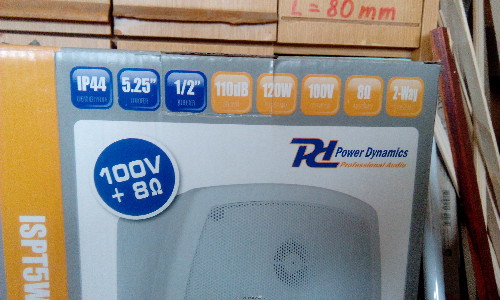 L = 80 mm
IP44
5.25"
1/2"
110dB
120W
100V
8Ω
2-Way
100V
+ 8Ω
PD Power Dynamics
Professional Audio
ISPT5W